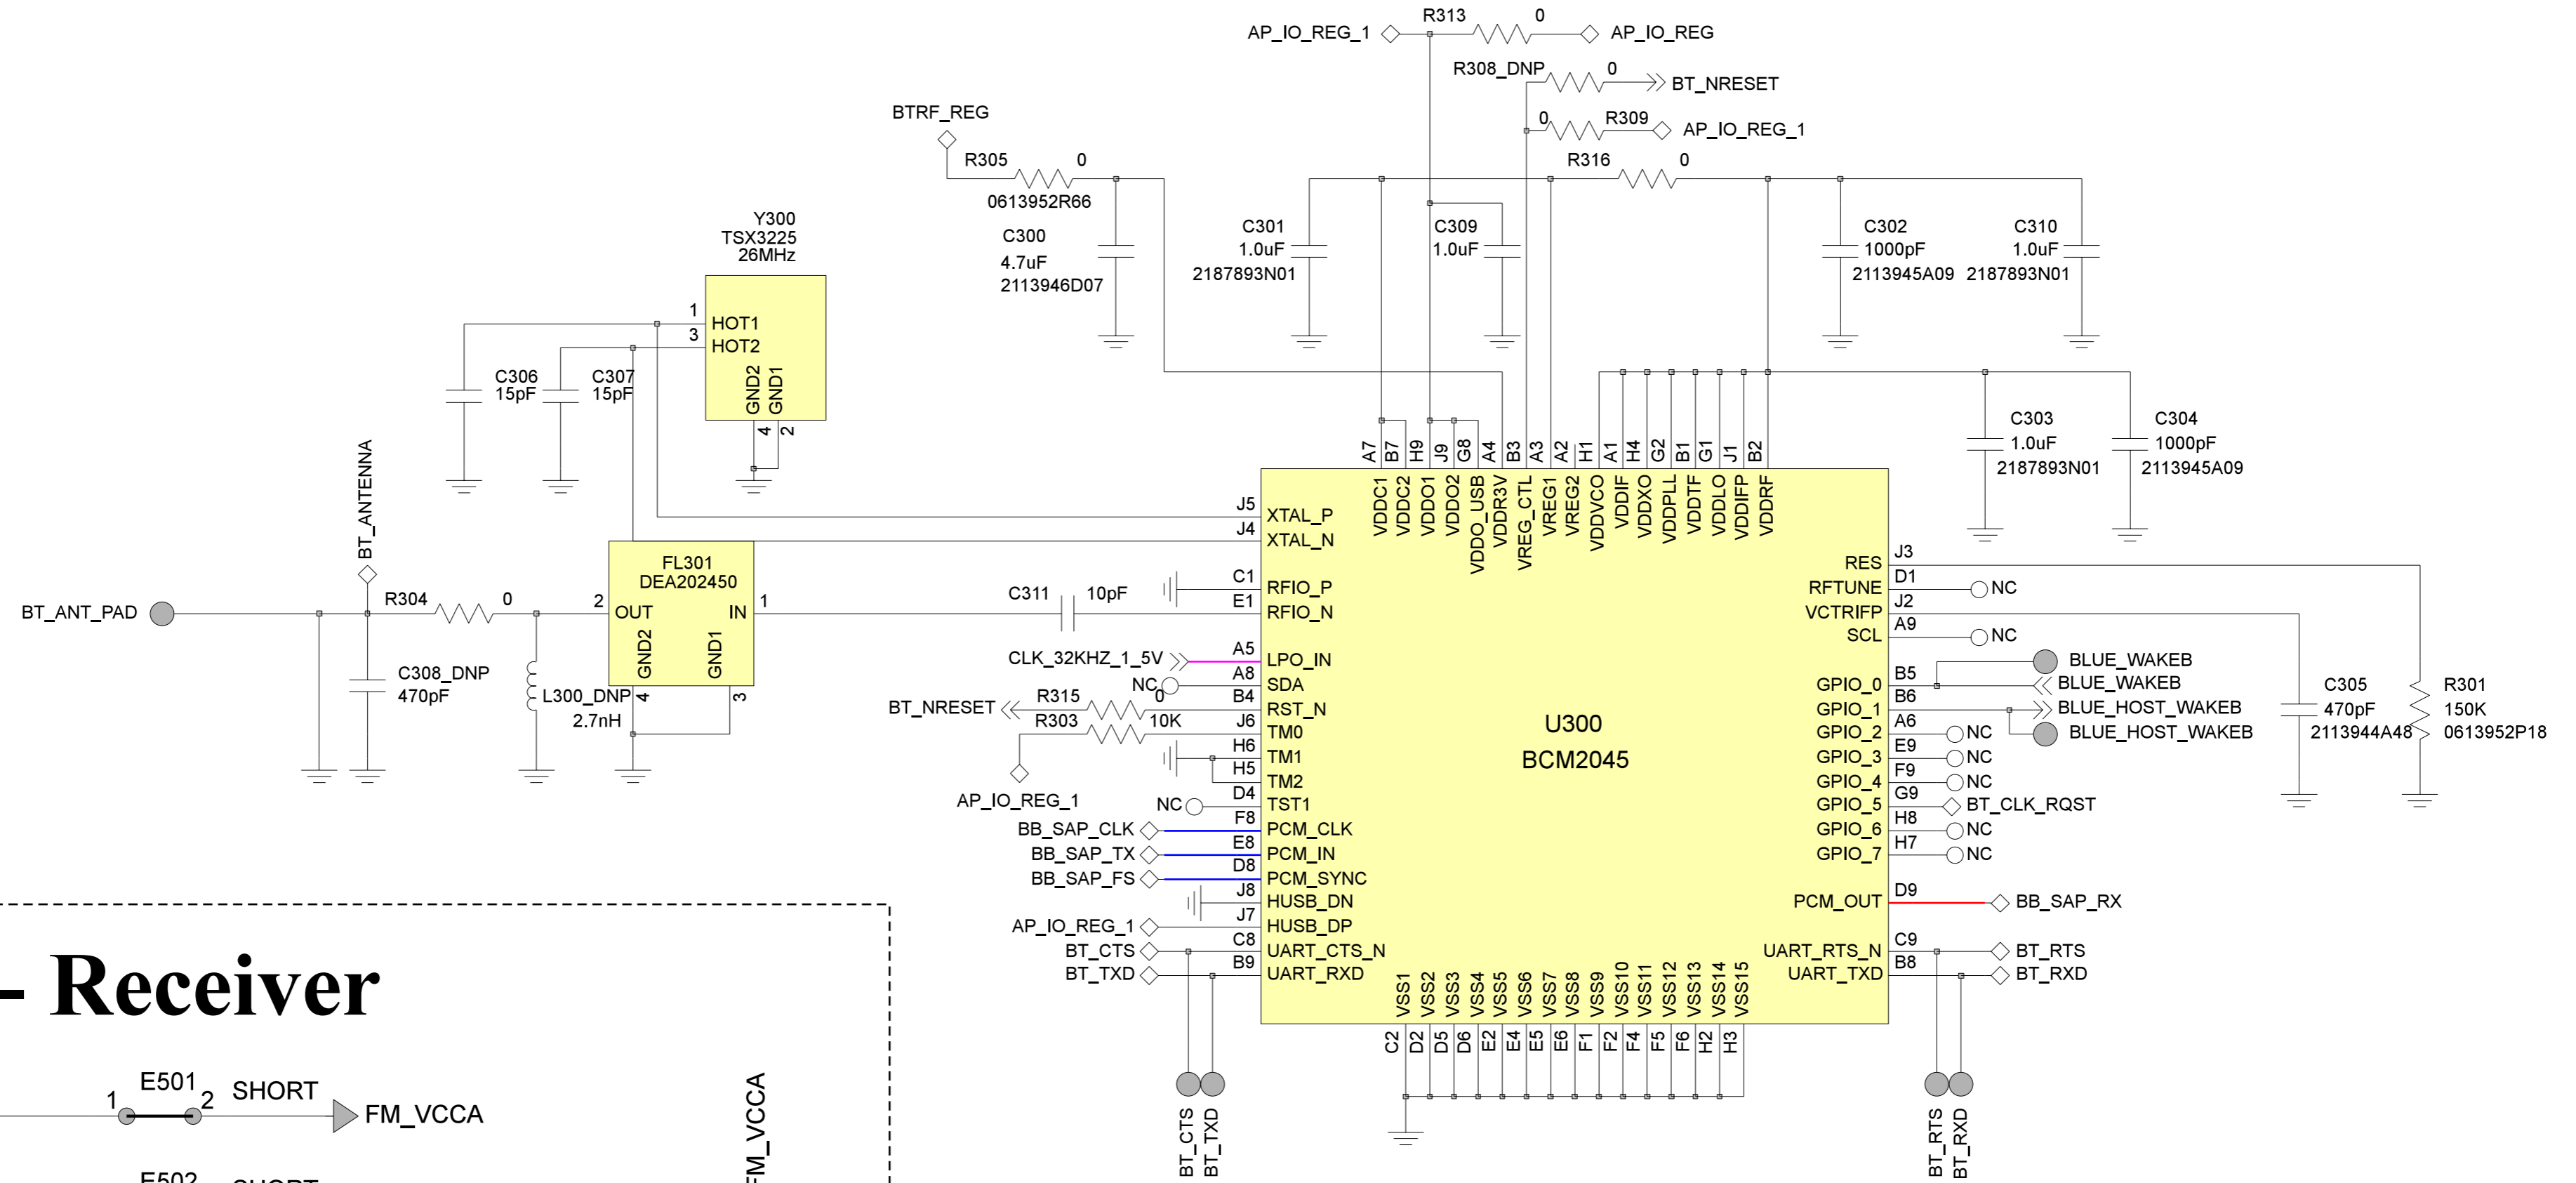 R313 0
AP_IO_REG_1
AP_IO_REG
R308_DNP 0
BT_NRESET
0 R309
AP_IO_REG_1
BTRF_REG
R305 0
0613952R66
R316 0
C300
4.7uF
2113946D07
C301
1.0uF
2187893N01
C309
1.0uF
C302
1000pF
2113945A09
C310
1.0uF
2187893N01
Y300
TSX3225
26MHz
1
HOT1
3
HOT2
GND2
GND1
4
2
C306
15pF
C307
15pF
C303
1.0uF
2187893N01
C304
1000pF
2113945A09
BT_ANTENNA
BT_ANT_PAD
R304 0
C308_DNP
470pF
L300_DNP
2.7nH
FL301
DEA202450
2
OUT
IN
1
GND2
GND1
4
3
C311 10pF
A7
B7
H9
J9
G8
A4
B3
A3
A2
H1
A1
H4
G2
B1
G1
J1
B2
VDDC1
VDDC2
VDDO1
VDDO2
VDDO_USB
VDDR3V
VREG_CTL
VREG1
VREG2
VDDVCO
VDDIF
VDDXO
VDDPLL
VDDTF
VDDLO
VDDIFP
VDDRF
J5
XTAL_P
J4
XTAL_N
C1
RFIO_P
E1
RFIO_N
CLK_32KHZ_1_5V
A5
LPO_IN
NC
A8
SDA
BT_NRESET
R315 0
B4
RST_N
R303 10K
J6
TM0
AP_IO_REG_1
H6
TM1
H5
TM2
NC
D4
TST1
BB_SAP_CLK
F8
PCM_CLK
BB_SAP_TX
E8
PCM_IN
BB_SAP_FS
D8
PCM_SYNC
J8
HUSB_DN
AP_IO_REG_1
J7
HUSB_DP
BT_CTS
C8
UART_CTS_N
BT_TXD
B9
UART_RXD
U300
BCM2045
RES
J3
RFTUNE
D1
NC
VCTRIFP
J2
SCL
A9
NC
BLUE_WAKEB
GPIO_0
B5
BLUE_WAKEB
GPIO_1
B6
BLUE_HOST_WAKEB
GPIO_2
A6
NC
BLUE_HOST_WAKEB
GPIO_3
E9
NC
GPIO_4
F9
NC
GPIO_5
G9
BT_CLK_RQST
GPIO_6
H8
NC
GPIO_7
H7
NC
PCM_OUT
D9
BB_SAP_RX
UART_RTS_N
C9
BT_RTS
UART_TXD
B8
BT_RXD
C305
470pF
2113944A48
R301
150K
0613952P18
VSS1
VSS2
VSS3
VSS4
VSS5
VSS6
VSS7
VSS8
VSS9
VSS10
VSS11
VSS12
VSS13
VSS14
VSS15
C2
D2
D5
D6
E2
E4
E5
E6
F1
F2
F4
F5
F6
H2
H3
BT_CTS
BT_TXD
BT_RTS
BT_RXD
- Receiver
1
E501
2
SHORT
FM_VCCA
FM_VCCA
E502
SHORT